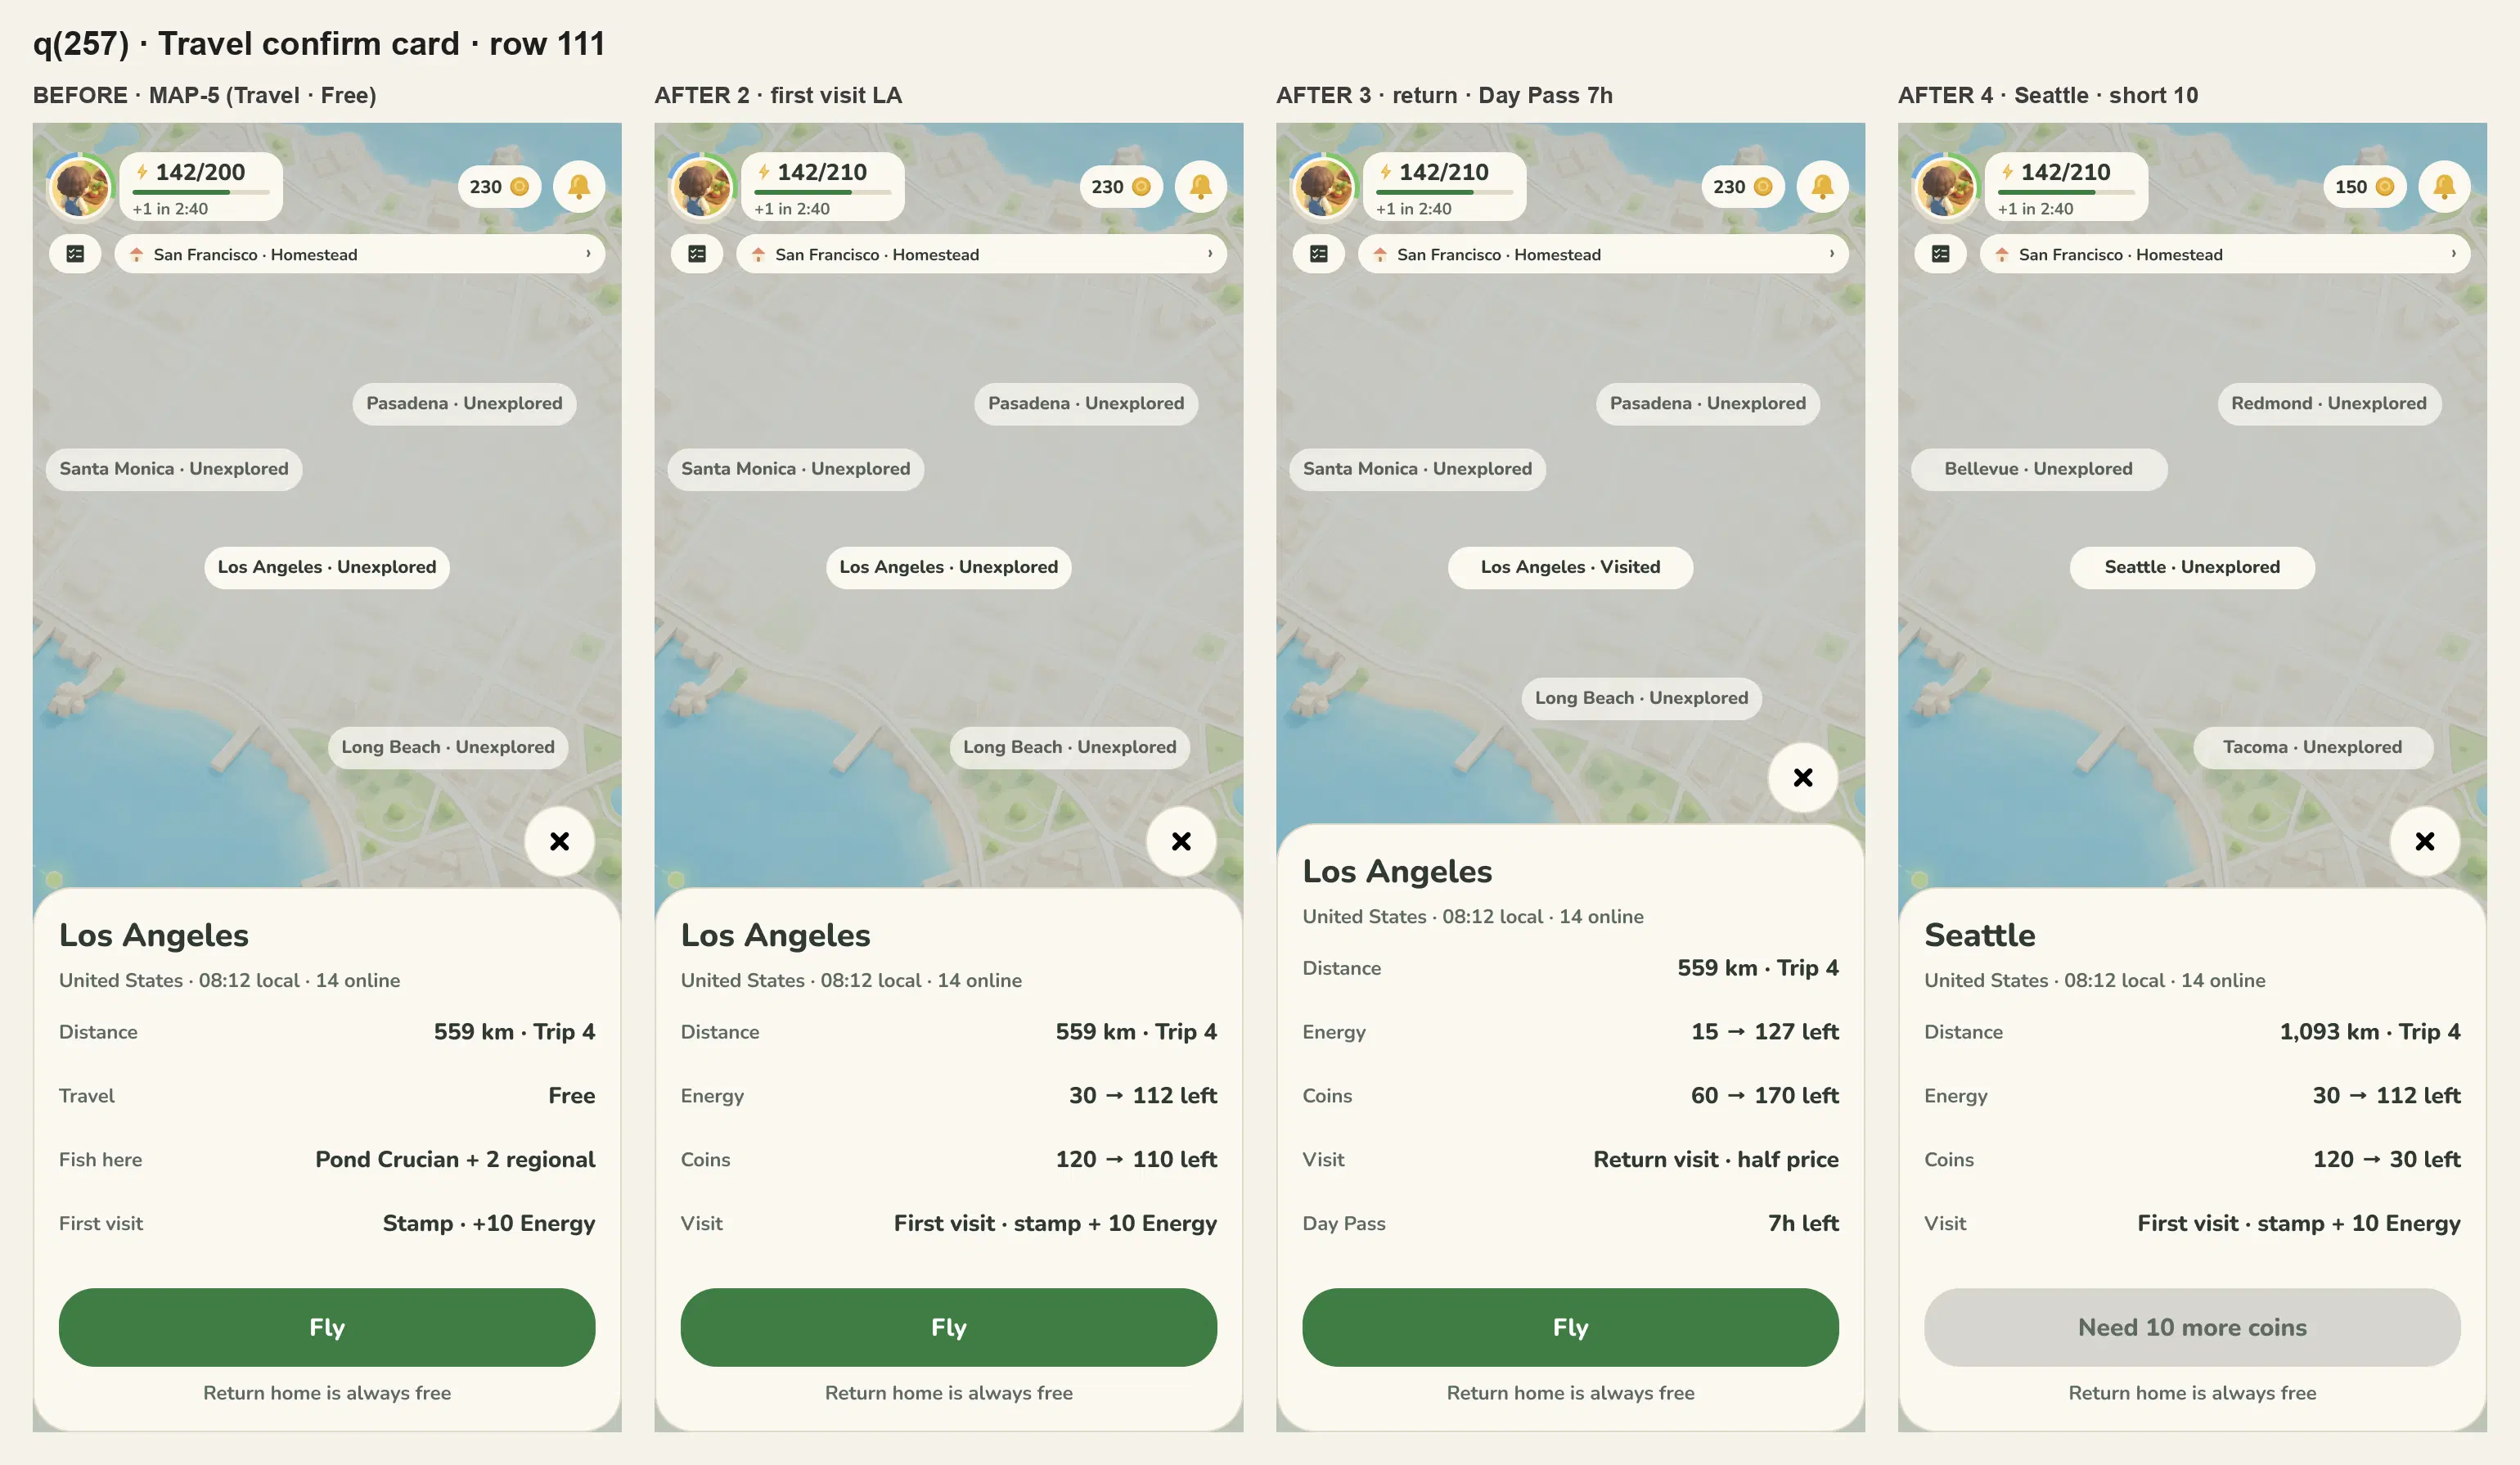 q(257) · Travel confirm card · row 111
BEFORE · MAP-5 (Travel · Free)
142/200
+1 in 2:40
230
San Francisco · Homestead ›
Pasadena · Unexplored
Santa Monica · Unexplored
Los Angeles · Unexplored
Long Beach · Unexplored
Los Angeles
United States · 08:12 local · 14 online
Distance 559 km · Trip 4
Travel Free
Fish here Pond Crucian + 2 regional
First visit Stamp · +10 Energy
Fly
Return home is always free
AFTER 2 · first visit LA
142/210
+1 in 2:40
230
San Francisco · Homestead ›
Pasadena · Unexplored
Santa Monica · Unexplored
Los Angeles · Unexplored
Long Beach · Unexplored
Los Angeles
United States · 08:12 local · 14 online
Distance 559 km · Trip 4
Energy 30 → 112 left
Coins 120 → 110 left
Visit First visit · stamp + 10 Energy
Fly
Return home is always free
AFTER 3 · return · Day Pass 7h
142/210
+1 in 2:40
230
San Francisco · Homestead ›
Pasadena · Unexplored
Santa Monica · Unexplored
Los Angeles · Visited
Long Beach · Unexplored
Los Angeles
United States · 08:12 local · 14 online
Distance 559 km · Trip 4
Energy 15 → 127 left
Coins 60 → 170 left
Visit Return visit · half price
Day Pass 7h left
Fly
Return home is always free
AFTER 4 · Seattle · short 10
142/210
+1 in 2:40
150
San Francisco · Homestead ›
Redmond · Unexplored
Bellevue · Unexplored
Seattle · Unexplored
Tacoma · Unexplored
Seattle
United States · 08:12 local · 14 online
Distance 1,093 km · Trip 4
Energy 30 → 112 left
Coins 120 → 30 left
Visit First visit · stamp + 10 Energy
Need 10 more coins
Return home is always free